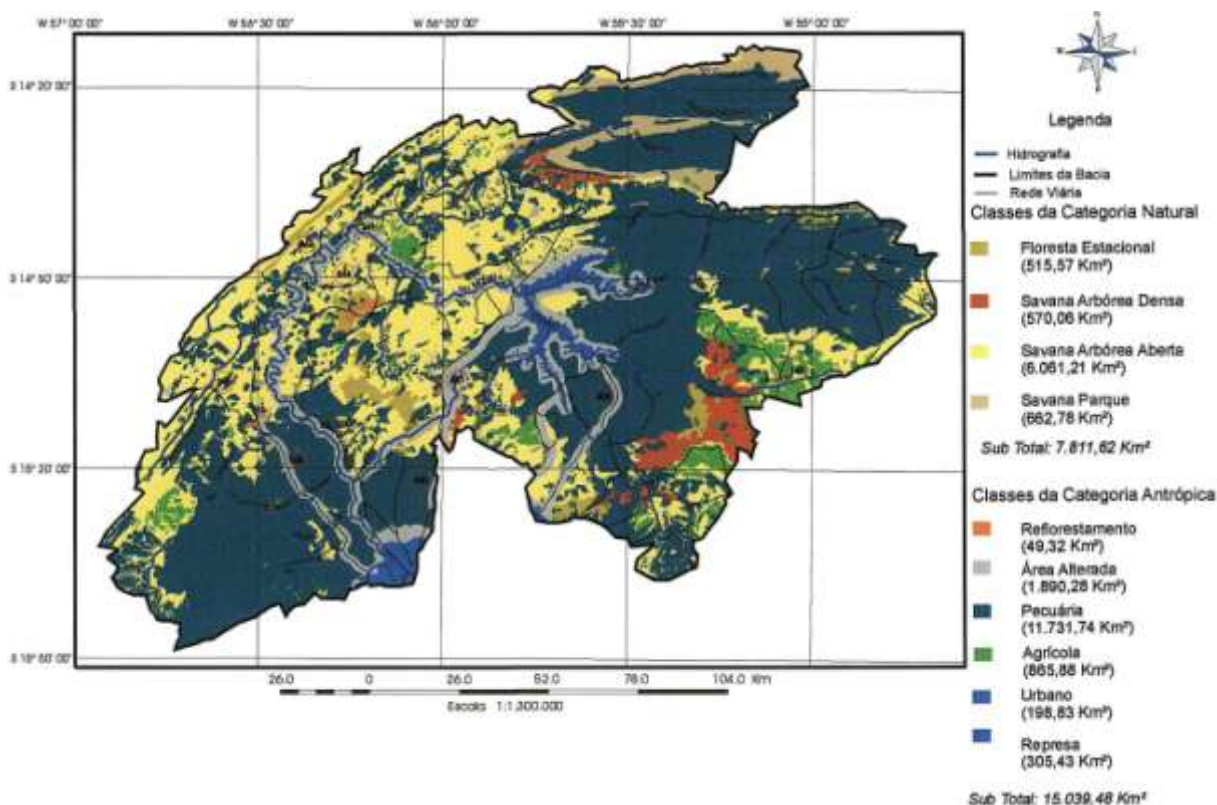 W 57° 00' 00" W 56° 30' 00" W 56° 00' 00" W 55° 30' 00" W 55° 00' 00"
S 14° 20' 00"
Legenda
Hidrografia
Limites da Bacia
Rede Viária
Classes da Categoria Natural
Floresta Estacional
(515,57 Km²)
S 14° 50' 00"
Savana Arbórea Densa
(570,06 Km²)
Savana Arbórea Aberta
(6.061,21 Km²)
Savana Parque
(662,78 Km²)
Sub Total: 7.811,62 Km²
S 15° 20' 00"
Classes da Categoria Antrópica
Reflorestamento
(49,32 Km²)
Área Alterada
(1.890,28 Km²)
Pecuária
(11.731,74 Km²)
Agrícola
(865,88 Km²)
Urbano
(198,83 Km²)
Represa
(305,43 Km²)
Sub Total: 15.039,48 Km²
26.0 0 26.0 52.0 78.0 104.0 Km
Escala 1:1.300.000